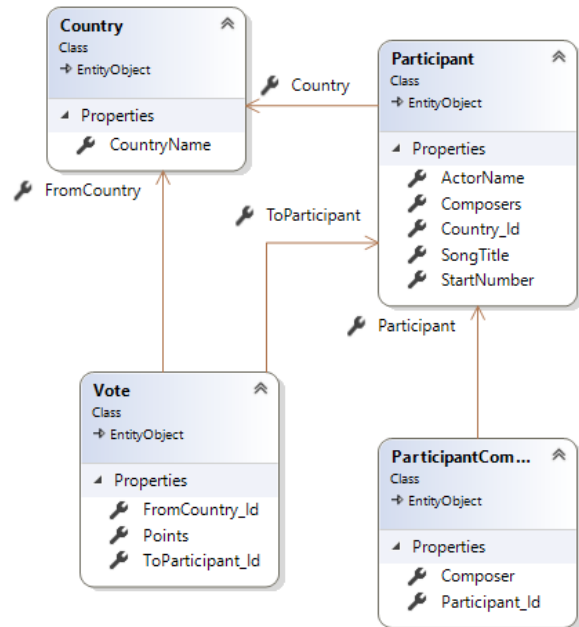 Country
Class
EntityObject
Properties
CountryName
Country
Participant
Class
EntityObject
Properties
ActorName
Composers
Country_Id
SongTitle
StartNumber
FromCountry
ToParticipant
Participant
Vote
Class
EntityObject
Properties
FromCountry_Id
Points
ToParticipant_Id
ParticipantCom...
Class
EntityObject
Properties
Composer
Participant_Id